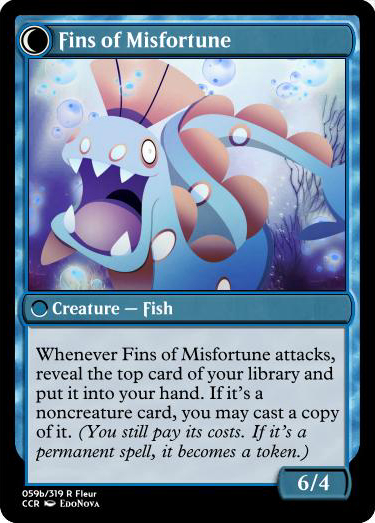 Fins of Misfortune
Creature — Fish
Whenever Fins of Misfortune attacks,
reveal the top card of your library and
put it into your hand. If it's a
noncreature card, you may cast a copy
of it. (You still pay its costs. If it's a
permanent spell, it becomes a token.)
6/4
059b/319 R Fleur
CCR EdoNova